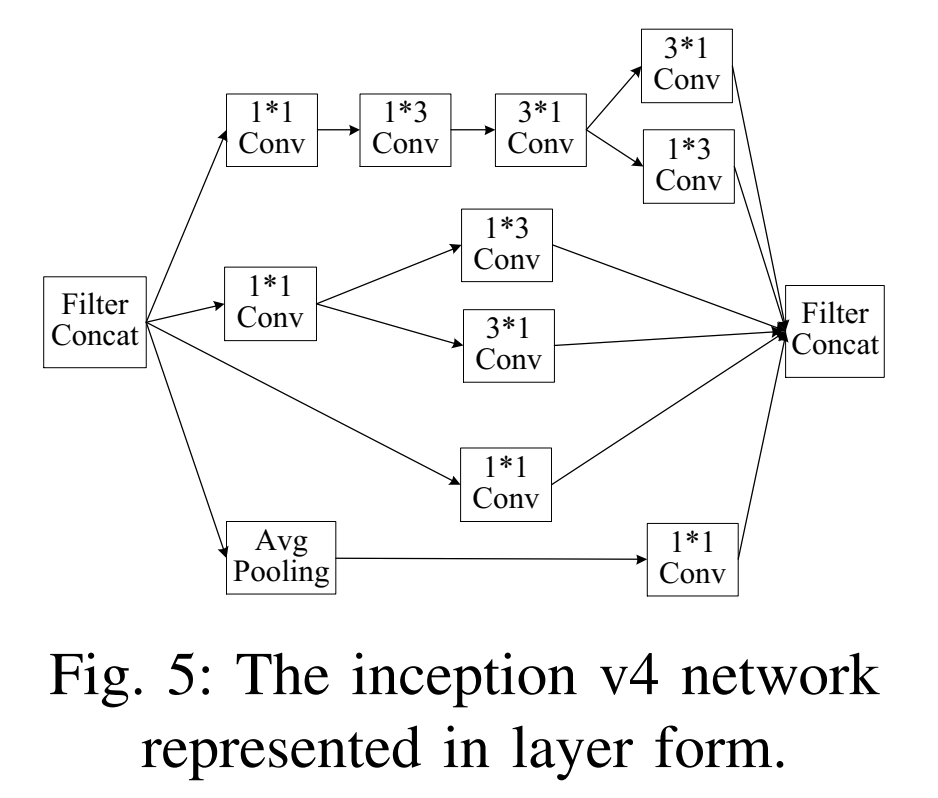 3*1
Conv
1*1
Conv
1*3
Conv
3*1
Conv
1*3
Conv
1*3
Conv
1*1
Conv
3*1
Conv
Filter
Concat
Filter
Concat
1*1
Conv
Avg
Pooling
1*1
Conv
Fig. 5: The inception v4 network
represented in layer form.